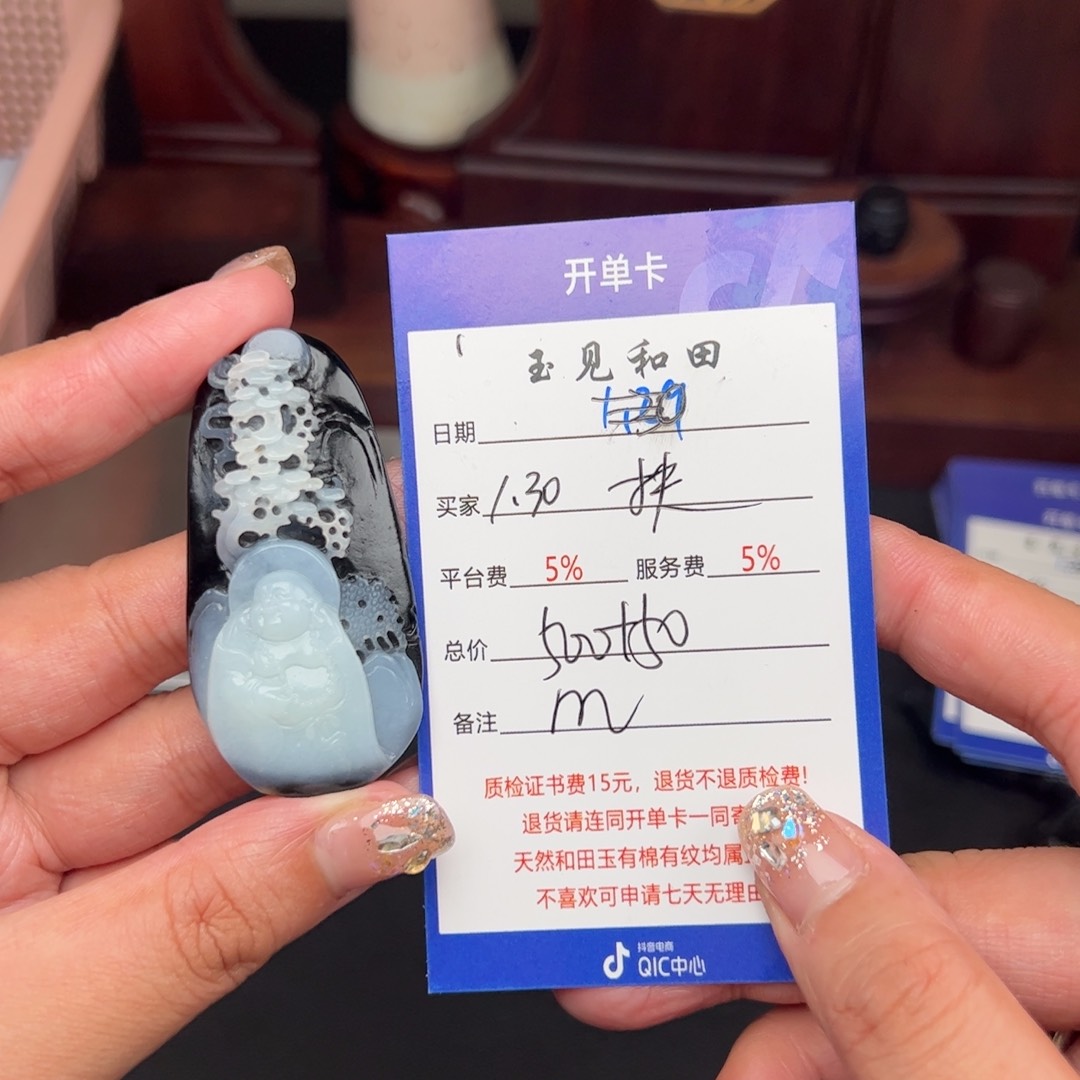 开单卡
玉见和田
日期
买家 1.30
平台费 5% 服务费 5%
总价 500+50
备注 m
质检证书费15元，退货不退质检费！
退货请连同开单卡一同寄
天然和田玉有棉有纹均属
不喜欢可申请七天无理由
抖音电商
QIC中心